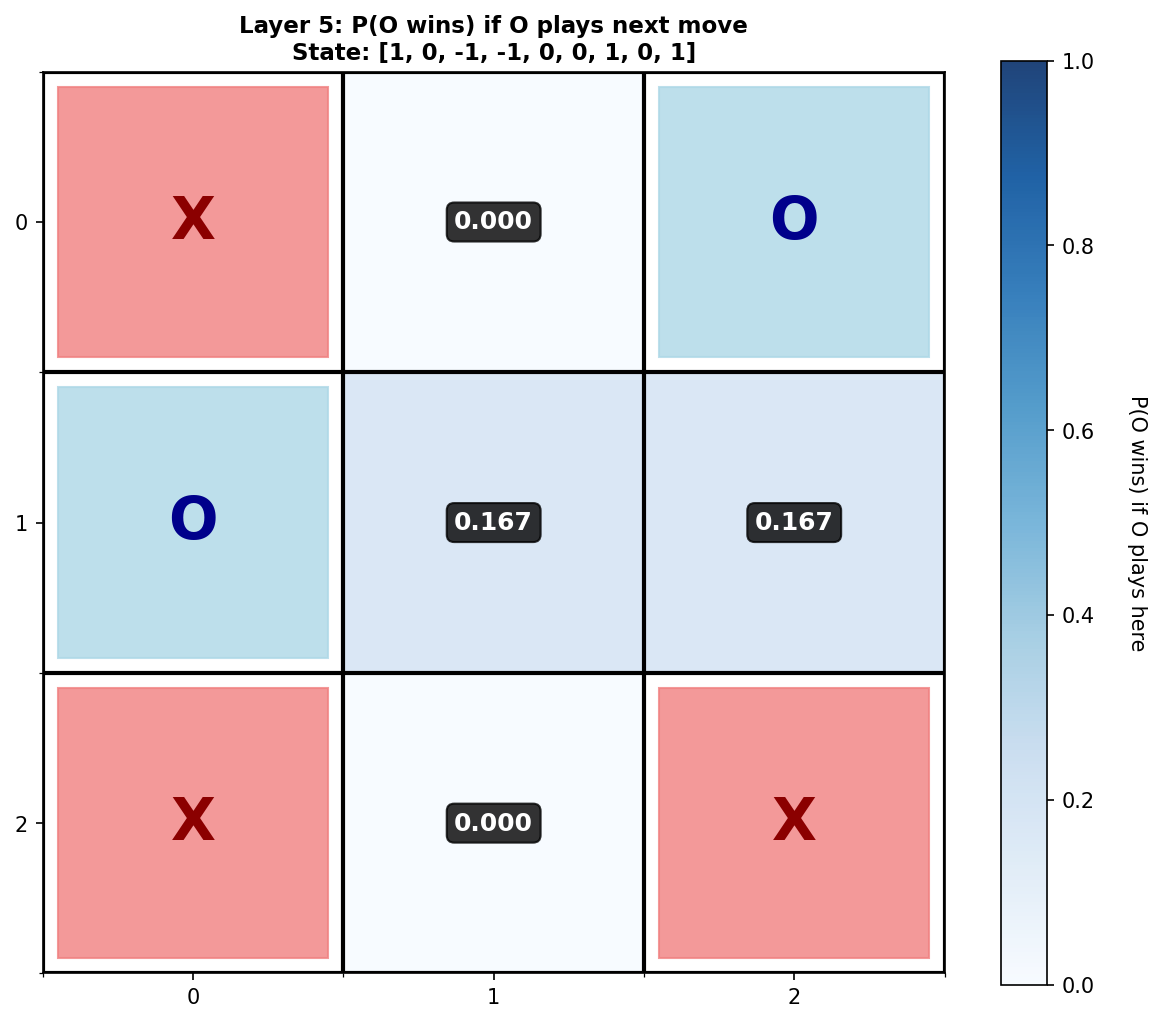 Layer 5: P(O wins) if O plays next move
State: [1, 0, -1, -1, 0, 0, 1, 0, 1]
0
X
0.000
O
1
O
0.167
0.167
2
X
0.000
X
0
1
2
1.0
0.8
0.6
0.4
0.2
0.0
P(O wins) if O plays here